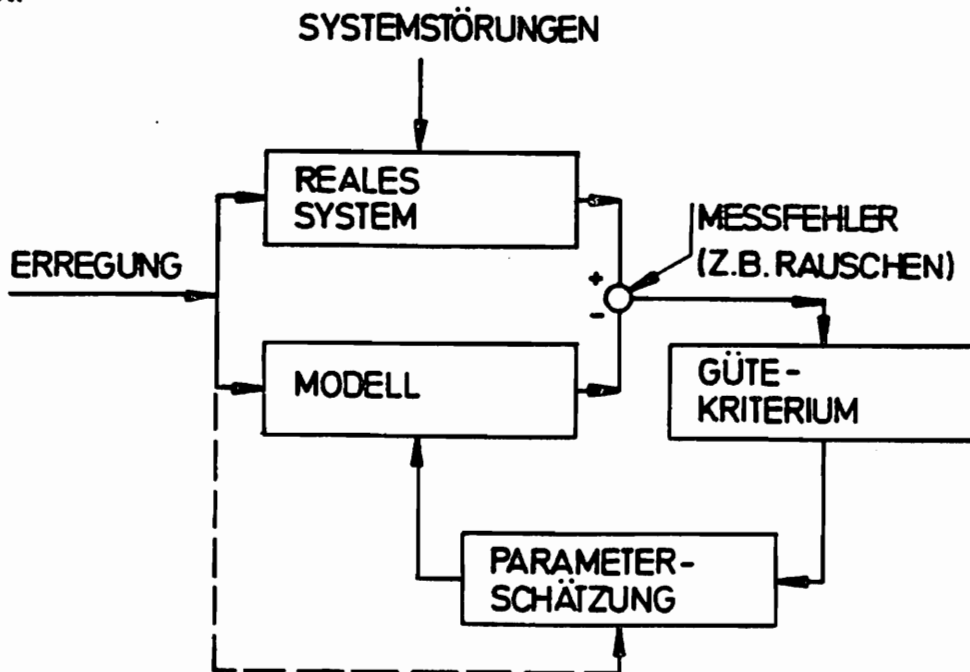 SYSTEMSTÖRUNGEN
REALES
SYSTEM
MESSFEHLER
(Z.B. RAUSCHEN)
ERREGUNG
+
-
MODELL
GÜTE-
KRITERIUM
PARAMETER-
SCHÄTZUNG